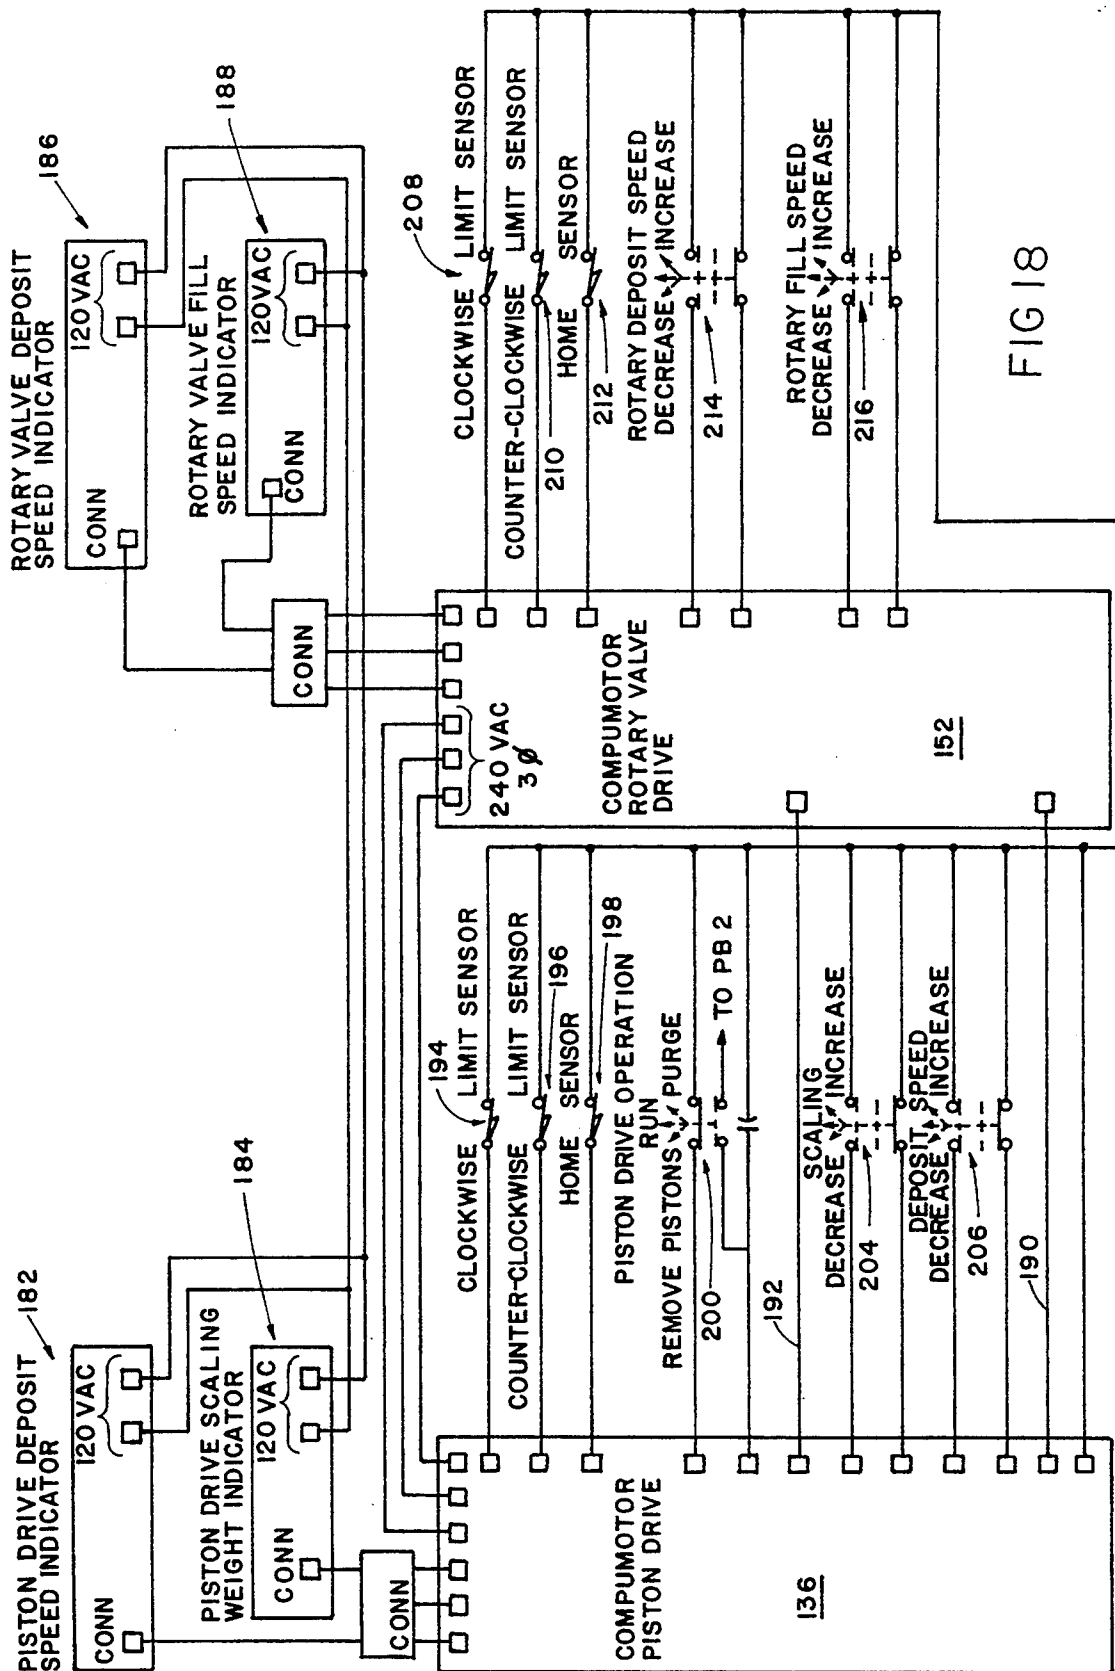 PISTON DRIVE DEPOSIT
SPEED INDICATOR
182
CONN
120 VAC
PISTON DRIVE SCALING
WEIGHT INDICATOR
184
CONN
120 VAC
CONN
ROTARY VALVE DEPOSIT
SPEED INDICATOR
186
CONN
120VAC
ROTARY VALVE FILL
SPEED INDICATOR
188
CONN
120VAC
CONN
COMPUMOTOR
PISTON DRIVE
136
194
CLOCKWISE LIMIT SENSOR
COUNTER-CLOCKWISE LIMIT SENSOR
196
HOME SENSOR
198
PISTON DRIVE OPERATION
RUN
REMOVE PISTONS PURGE
200
TO PB 2
192
SCALING
DECREASE INCREASE
204
DEPOSIT SPEED
DECREASE INCREASE
206
190
240 VAC
3Ø
COMPUMOTOR
ROTARY VALVE
DRIVE
152
208
CLOCKWISE LIMIT SENSOR
COUNTER-CLOCKWISE LIMIT SENSOR
210
HOME SENSOR
212
ROTARY DEPOSIT SPEED
DECREASE INCREASE
214
ROTARY FILL SPEED
DECREASE INCREASE
216
FIG 18